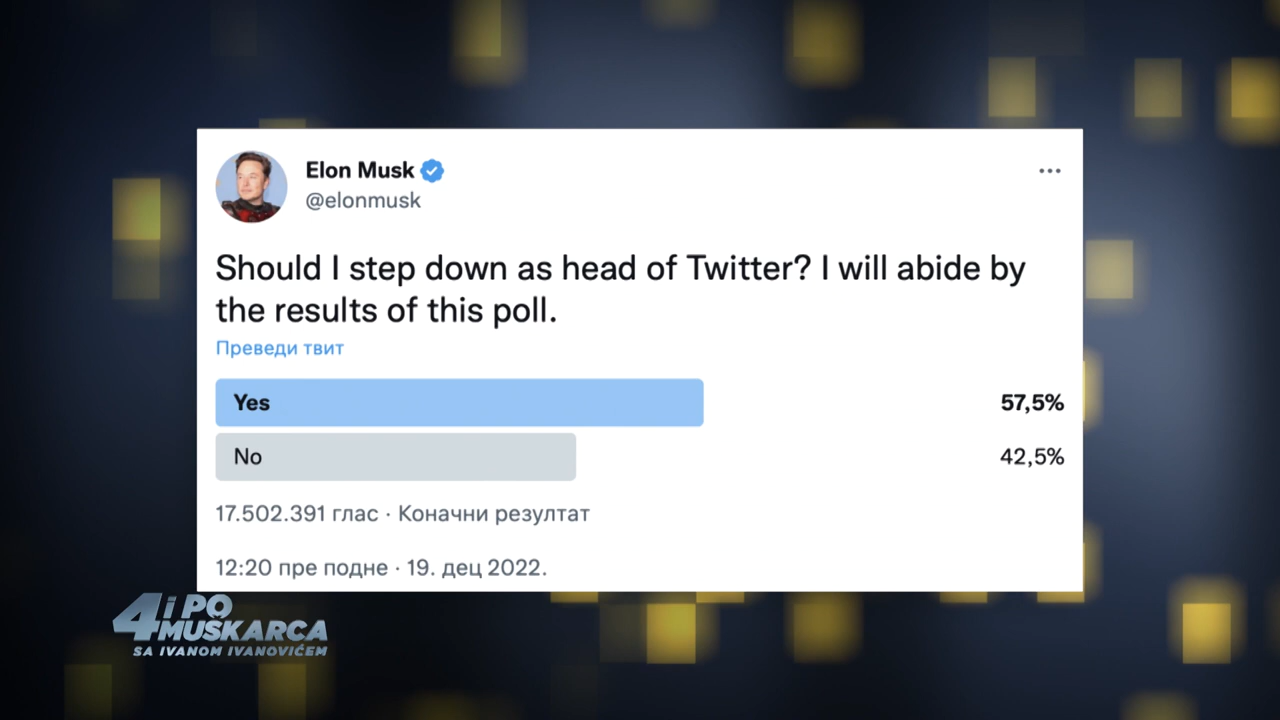 Elon Musk
@elonmusk
Should I step down as head of Twitter? I will abide by
the results of this poll.
Преведи твит
Yes 57,5%
No 42,5%
17.502.391 глас · Коначни резултат
12:20 пре подне · 19. дец 2022.
4 i PO
MUŠKARCA
SA IVANOM IVANOVIĆEM